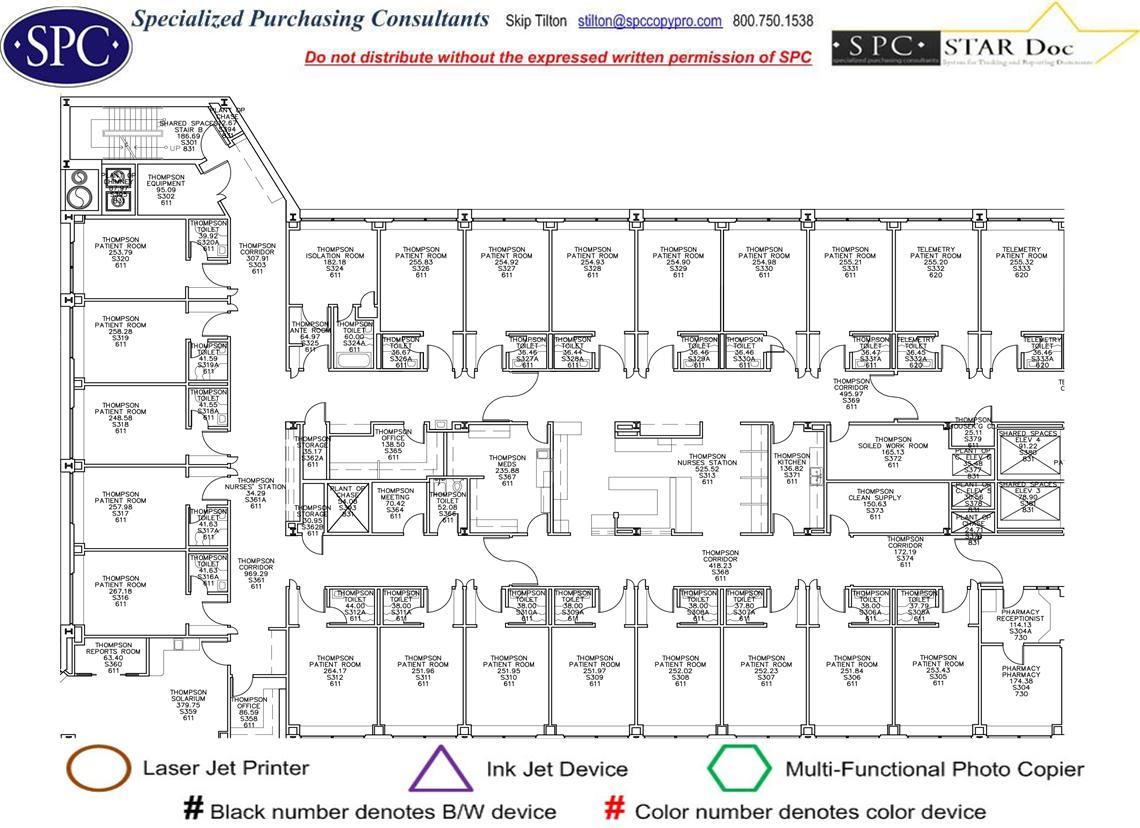 SPC
Specialized Purchasing Consultants Skip Tilton stilton@spccopypro.com 800.750.1538
Do not distribute without the expressed written permission of SPC
·SPC·
specialized purchasing consultants
STAR Doc
System for Tracking and Reporting Documents
PLANT OP
CHASE
S394
831
SHARED SPACES
STAIR B
186.69
S301
831
UP
THOMPSON
EQUIPMENT
95.09
S302
611
THOMPSON
PATIENT ROOM
253.79
S320
611
THOMPSON
TOILET
39.92
S320A
611
THOMPSON
CORRIDOR
307.91
S303
611
THOMPSON
ISOLATION ROOM
182.18
S324
611
THOMPSON
PATIENT ROOM
255.83
S326
611
THOMPSON
PATIENT ROOM
254.92
S327
611
THOMPSON
PATIENT ROOM
254.93
S328
611
THOMPSON
PATIENT ROOM
254.90
S329
611
THOMPSON
PATIENT ROOM
254.98
S330
611
THOMPSON
PATIENT ROOM
255.21
S331
611
TELEMETRY
PATIENT ROOM
255.20
S332
620
TELEMETRY
PATIENT ROOM
255.32
S333
620
THOMPSON
PATIENT ROOM
258.28
S319
611
THOMPSON
TOILET
41.59
S319A
611
THOMPSON
ANTE ROOM
64.97
S325
611
THOMPSON
TOILET
60.00
S324A
611
THOMPSON
TOILET
36.67
S326A
611
THOMPSON
TOILET
36.46
S327A
611
THOMPSON
TOILET
36.44
S328A
611
THOMPSON
TOILET
36.46
S329A
611
THOMPSON
TOILET
36.46
S330A
611
THOMPSON
TOILET
36.47
S331A
611
TELEMETRY
TOILET
36.45
S332A
620
TELEMETRY
TOILET
36.46
S333A
620
THOMPSON
CORRIDOR
495.97
S369
611
THOMPSON
PATIENT ROOM
248.58
S318
611
THOMPSON
TOILET
41.55
S318A
611
THOMPSON
STORAGE
35.17
S362A
611
THOMPSON
OFFICE
138.50
S365
611
THOMPSON
MEDS
235.88
S367
611
THOMPSON
NURSES' STATION
525.52
S313
611
THOMPSON
KITCHEN
136.82
S371
611
THOMPSON
SOILED WORK ROOM
165.13
S372
611
THOMPSON
25.11
S379
611
SHARED SPACES
ELEV 4
91.22
S380
831
THOMPSON
PATIENT ROOM
257.98
S317
611
THOMPSON
TOILET
41.63
S317A
611
THOMPSON
NURSES' STATION
34.29
S361A
611
THOMPSON
STORAGE
30.95
S362B
611
PLANT OP
CHASE
54.08
831
THOMPSON
MEETING
70.42
S364
611
THOMPSON
TOILET
52.08
S366
611
THOMPSON
CLEAN SUPPLY
150.63
S373
611
PLANT OP
831
SHARED SPACES
ELEV 3
831
THOMPSON
PATIENT ROOM
267.18
S316
611
THOMPSON
TOILET
41.63
S316A
611
THOMPSON
CORRIDOR
969.29
S361
611
THOMPSON
CORRIDOR
418.23
S368
611
THOMPSON
CORRIDOR
172.19
S374
611
THOMPSON
TOILET
44.00
S312A
611
THOMPSON
TOILET
38.00
S311A
611
THOMPSON
TOILET
38.00
S310A
611
THOMPSON
TOILET
38.00
S309A
611
THOMPSON
TOILET
38.00
S308A
611
THOMPSON
TOILET
37.80
S307A
611
THOMPSON
TOILET
38.00
S306A
611
THOMPSON
TOILET
37.79
611
PHARMACY
RECEPTIONIST
114.13
S304A
730
THOMPSON
REPORTS ROOM
63.40
S360
611
THOMPSON
SOLARIUM
379.75
S359
611
THOMPSON
OFFICE
86.59
S358
611
THOMPSON
PATIENT ROOM
264.17
S312
611
THOMPSON
PATIENT ROOM
251.96
S311
611
THOMPSON
PATIENT ROOM
251.95
S310
611
THOMPSON
PATIENT ROOM
251.97
S309
611
THOMPSON
PATIENT ROOM
252.02
S308
611
THOMPSON
PATIENT ROOM
252.23
S307
611
THOMPSON
PATIENT ROOM
251.84
S306
611
THOMPSON
PATIENT ROOM
253.43
S305
611
PHARMACY
PHARMACY
174.38
S304
730
Laser Jet Printer
Ink Jet Device
Multi-Functional Photo Copier
# Black number denotes B/W device
# Color number denotes color device